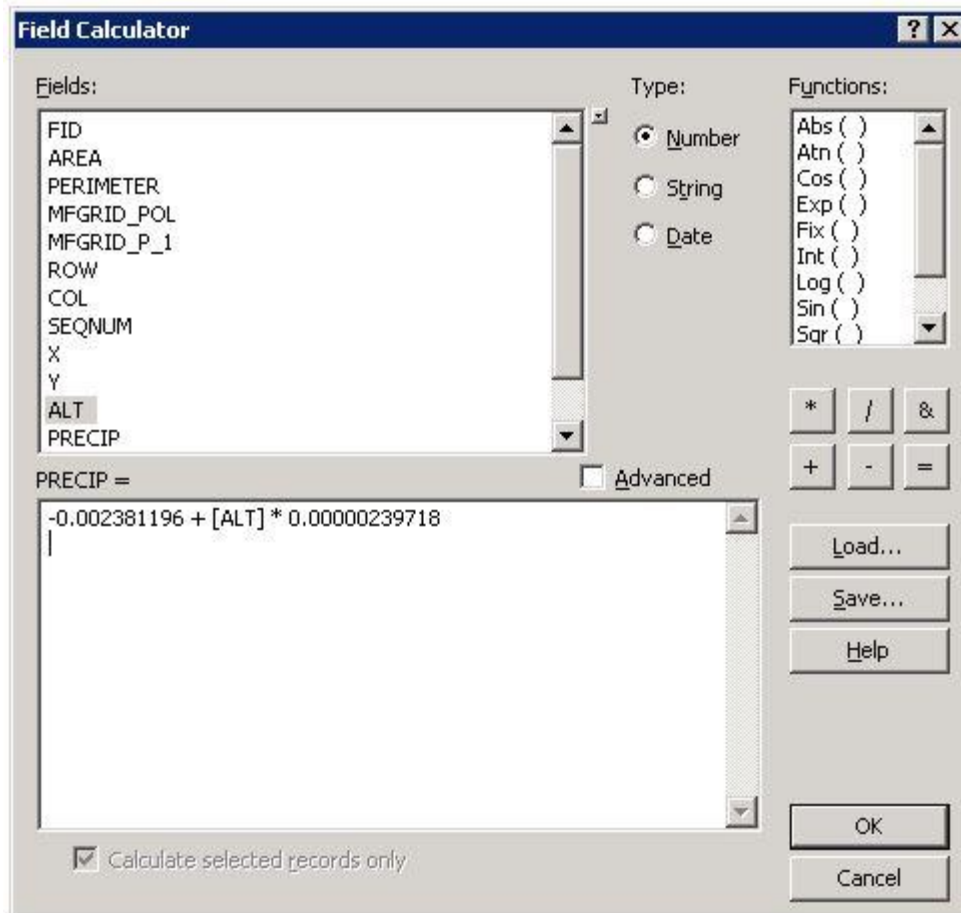 Field Calculator
Fields:
FID
AREA
PERIMETER
MFGRID_POL
MFGRID_P_1
ROW
COL
SEQNUM
X
Y
ALT
PRECIP
Type:
Number
String
Date
Functions:
Abs ( )
Atn ( )
Cos ( )
Exp ( )
Fix ( )
Int ( )
Log ( )
Sin ( )
Sqr ( )
* / &
+ - =
PRECIP =
Advanced
-0.002381196 + [ALT] * 0.00000239718
Load...
Save...
Help
Calculate selected records only
OK
Cancel